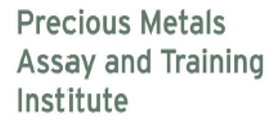 Precious Metals
Assay and Training
Institute